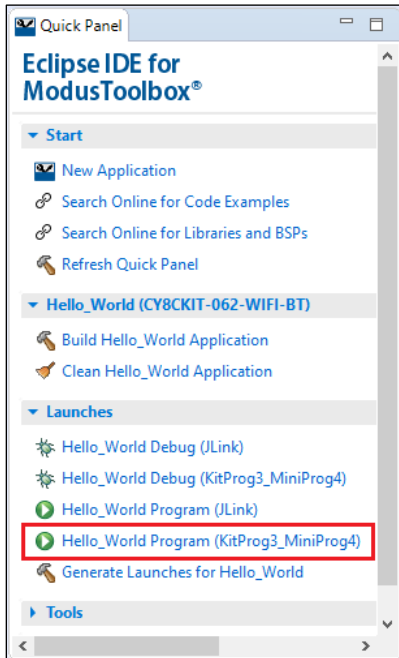 Quick Panel
Eclipse IDE for
ModusToolbox®
Start
New Application
Search Online for Code Examples
Search Online for Libraries and BSPs
Refresh Quick Panel
Hello_World (CY8CKIT-062-WIFI-BT)
Build Hello_World Application
Clean Hello_World Application
Launches
Hello_World Debug (JLink)
Hello_World Debug (KitProg3_MiniProg4)
Hello_World Program (JLink)
Hello_World Program (KitProg3_MiniProg4)
Generate Launches for Hello_World
Tools